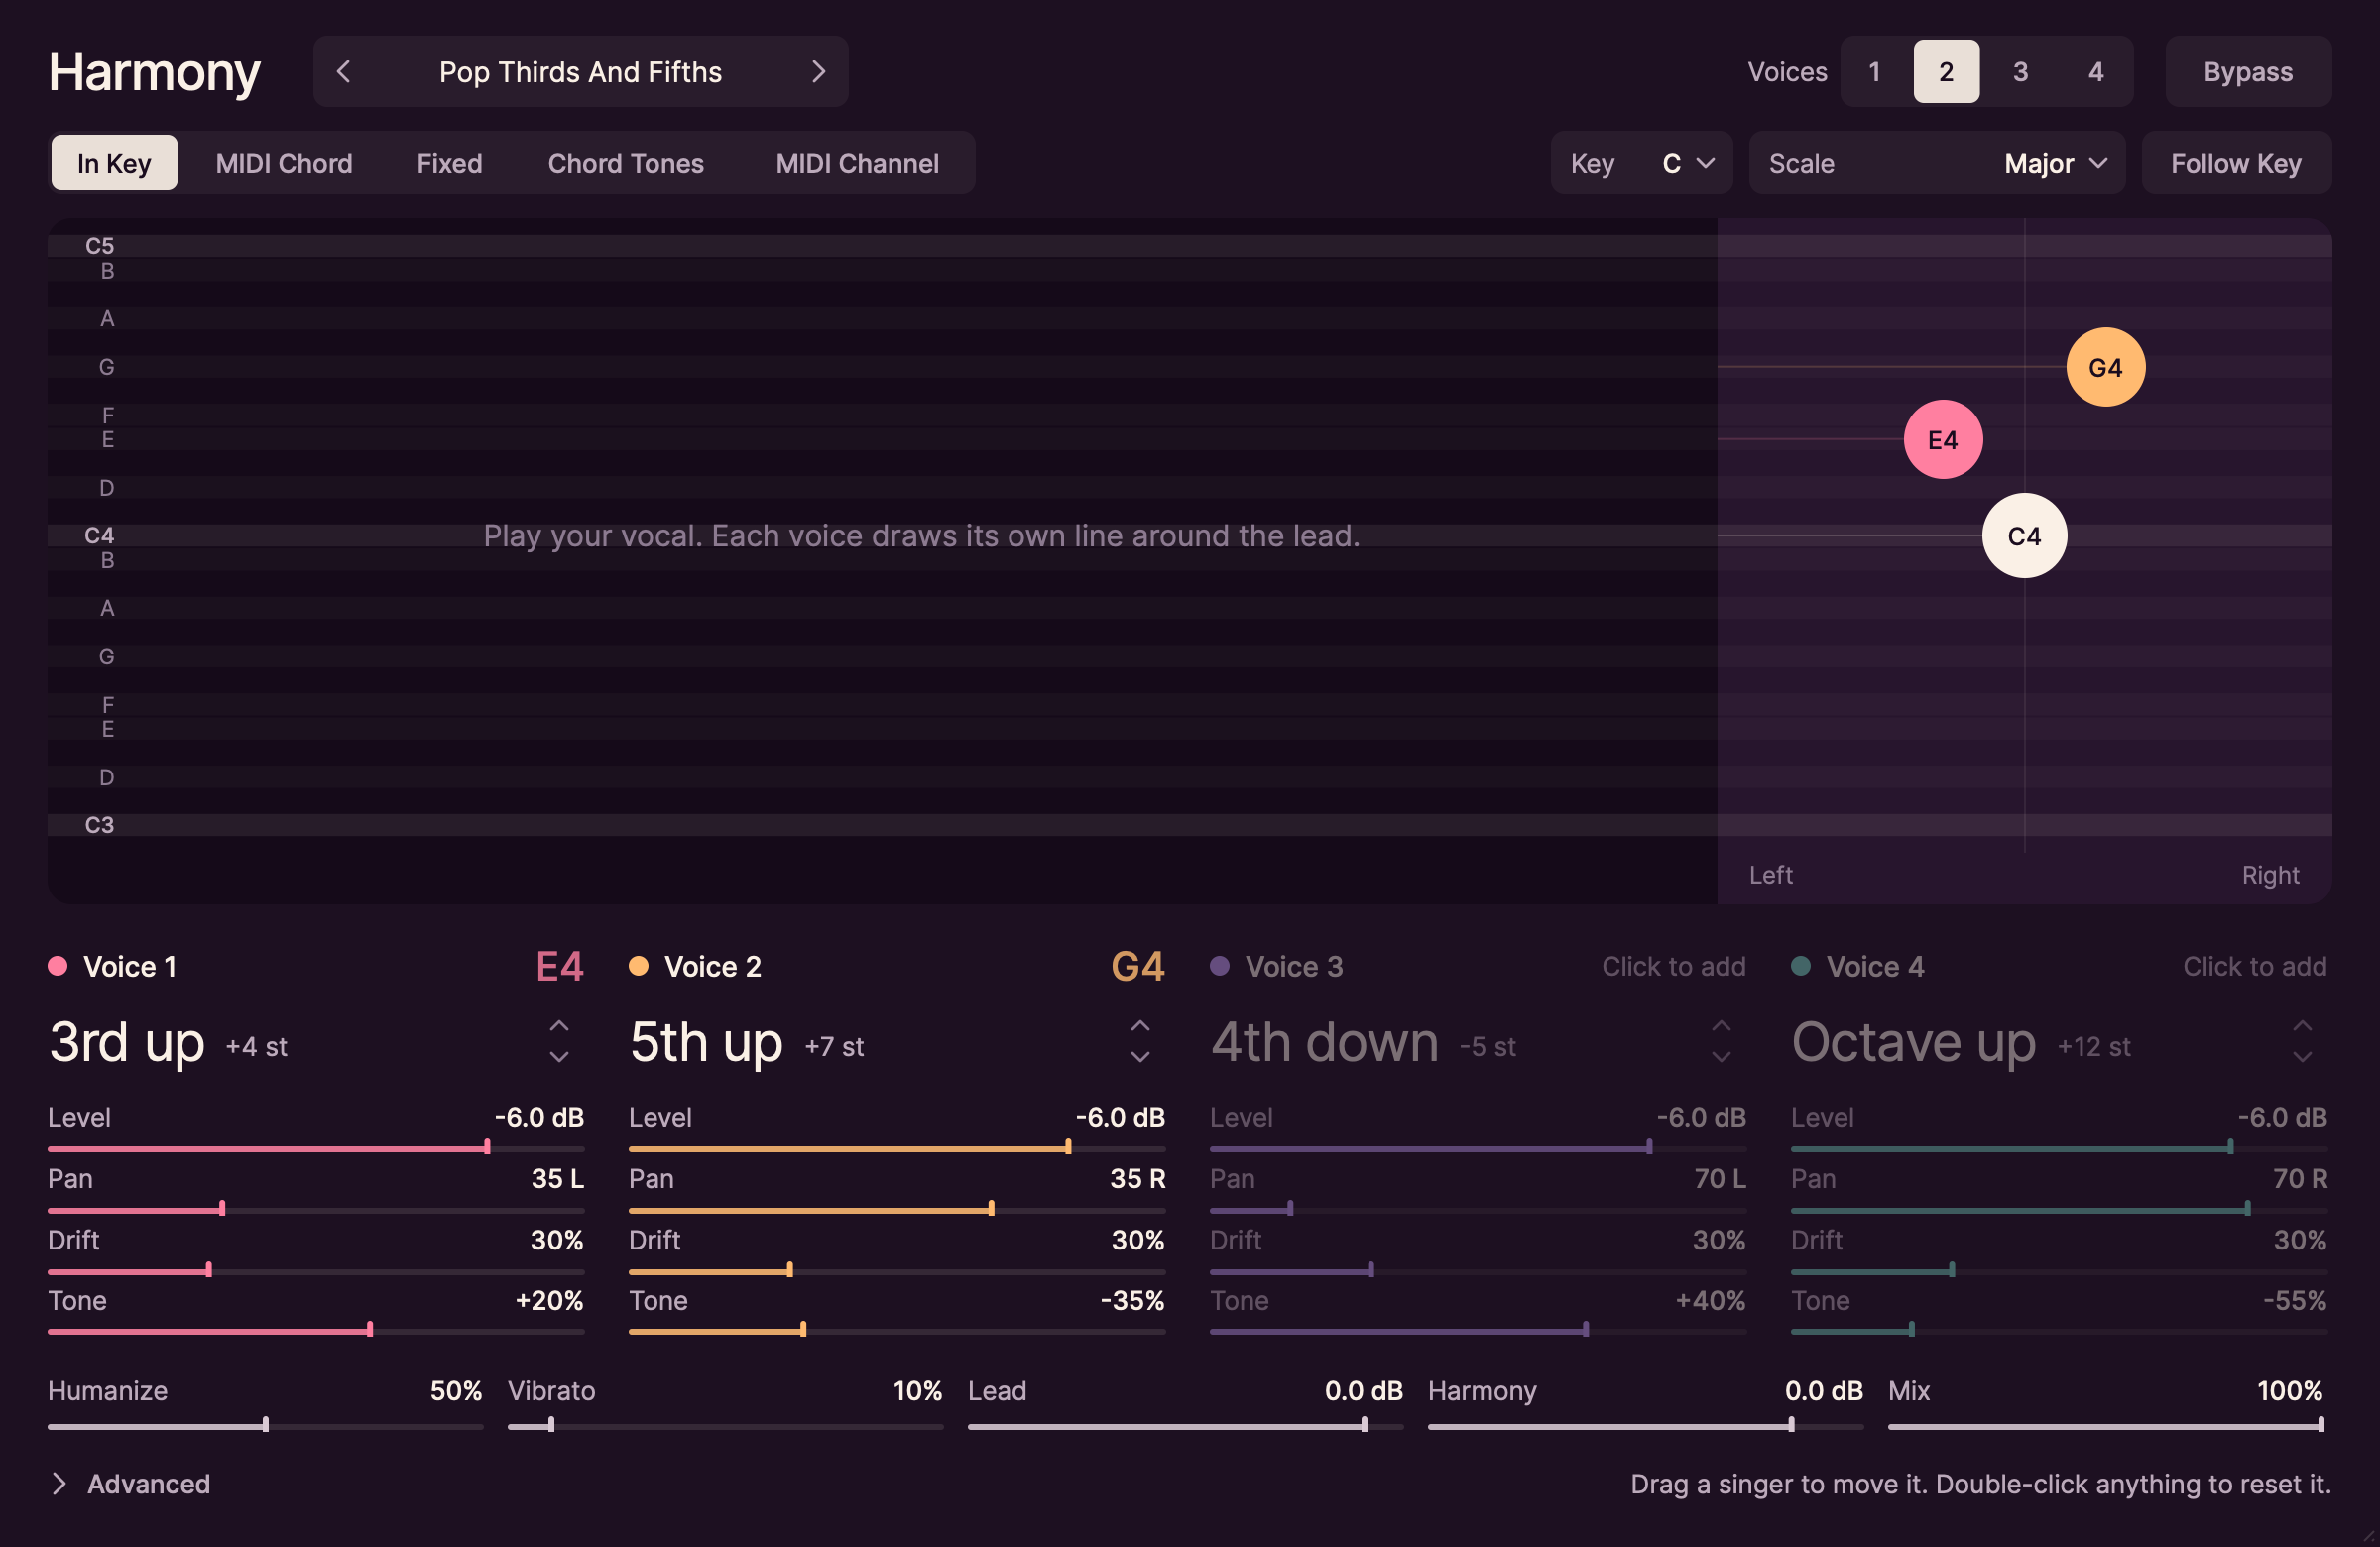 Harmony
Pop Thirds And Fifths
Voices 1 2 3 4
Bypass
In Key MIDI Chord Fixed Chord Tones MIDI Channel
Key C
Scale Major
Follow Key
C5
B
A
G
G4
F
E
E4
D
C4
Play your vocal. Each voice draws its own line around the lead.
C4
B
A
G
F
E
D
C3
Left Right
Voice 1 E4
3rd up +4 st
Level -6.0 dB
Pan 35 L
Drift 30%
Tone +20%
Voice 2 G4
5th up +7 st
Level -6.0 dB
Pan 35 R
Drift 30%
Tone -35%
Voice 3 Click to add
4th down -5 st
Level -6.0 dB
Pan 70 L
Drift 30%
Tone +40%
Voice 4 Click to add
Octave up +12 st
Level -6.0 dB
Pan 70 R
Drift 30%
Tone -55%
Humanize 50%
Vibrato 10%
Lead 0.0 dB
Harmony 0.0 dB
Mix 100%
Advanced
Drag a singer to move it. Double-click anything to reset it.